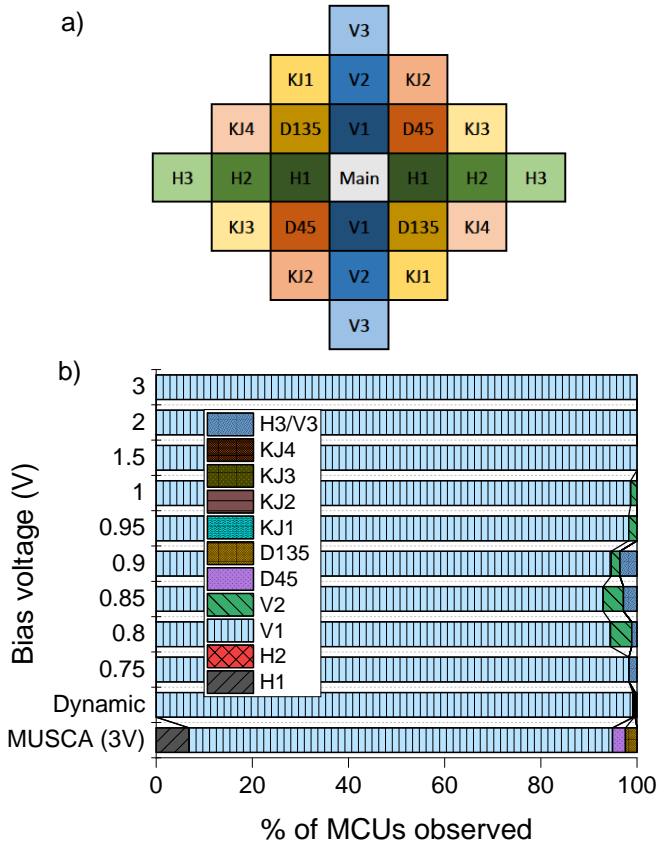 a)
V3
KJ1 V2 KJ2
KJ4 D135 V1 D45 KJ3
H3 H2 H1 Main H1 H2 H3
KJ3 D45 V1 D135 KJ4
KJ2 V2 KJ1
V3
b)
Bias voltage (V)
3
2
1.5
1
0.95
0.9
0.85
0.8
0.75
Dynamic
MUSCA (3V)
H3/V3
KJ4
KJ3
KJ2
KJ1
D135
D45
V2
V1
H2
H1
0 20 40 60 80 100
% of MCUs observed